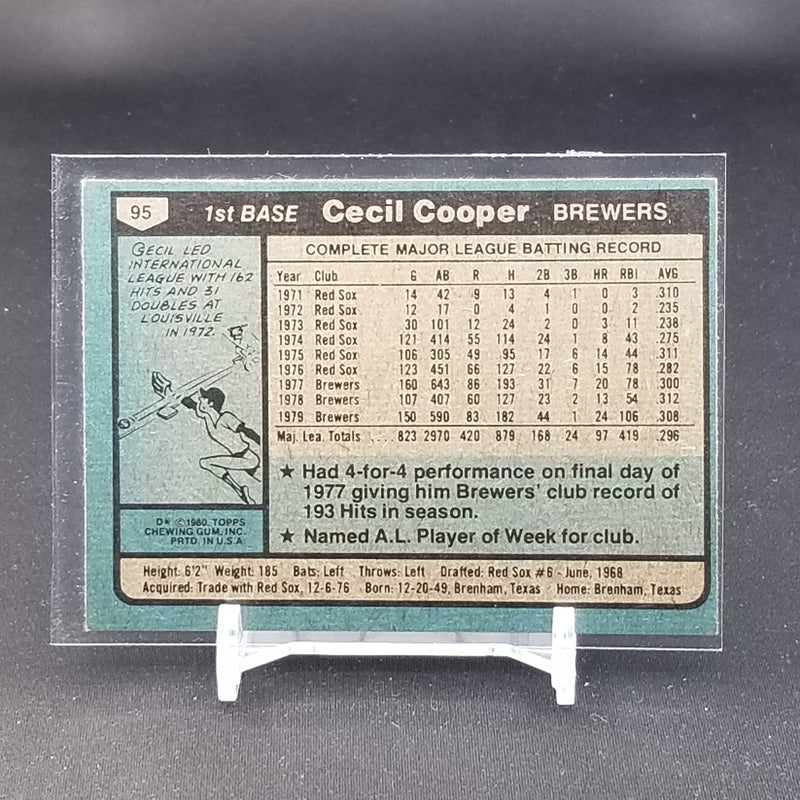 95 1st BASE Cecil Cooper BREWERS
CECIL LED
INTERNATIONAL
LEAGUE WITH 162
HITS AND 31
DOUBLES AT
LOUISVILLE
IN 1972.
D✶ ©1980, TOPPS
CHEWING GUM, INC.
PRTD. IN U.S.A
COMPLETE MAJOR LEAGUE BATTING RECORD
Year Club G AB R H 2B 3B HR RBI AVG
1971 Red Sox 14 42 9 13 4 1 0 3 .310
1972 Red Sox 12 17 0 4 1 0 0 2 .235
1973 Red Sox 30 101 12 24 2 0 3 11 .238
1974 Red Sox 121 414 55 114 24 1 8 43 .275
1975 Red Sox 106 305 49 95 17 6 14 44 .311
1976 Red Sox 123 451 66 127 22 6 15 78 .282
1977 Brewers 160 643 86 193 31 7 20 78 .300
1978 Brewers 107 407 60 127 23 2 13 54 .312
1979 Brewers 150 590 83 182 44 1 24 106 .308
Maj. Lea. Totals .... 823 2970 420 879 168 24 97 419 .296
★ Had 4-for-4 performance on final day of
1977 giving him Brewers' club record of
193 Hits in season.
★ Named A.L. Player of Week for club.
Height: 6'2" Weight: 185 Bats: Left Throws: Left Drafted: Red Sox #6 - June, 1968
Acquired: Trade with Red Sox, 12-6-76 Born: 12-20-49, Brenham, Texas Home: Brenham, Texas